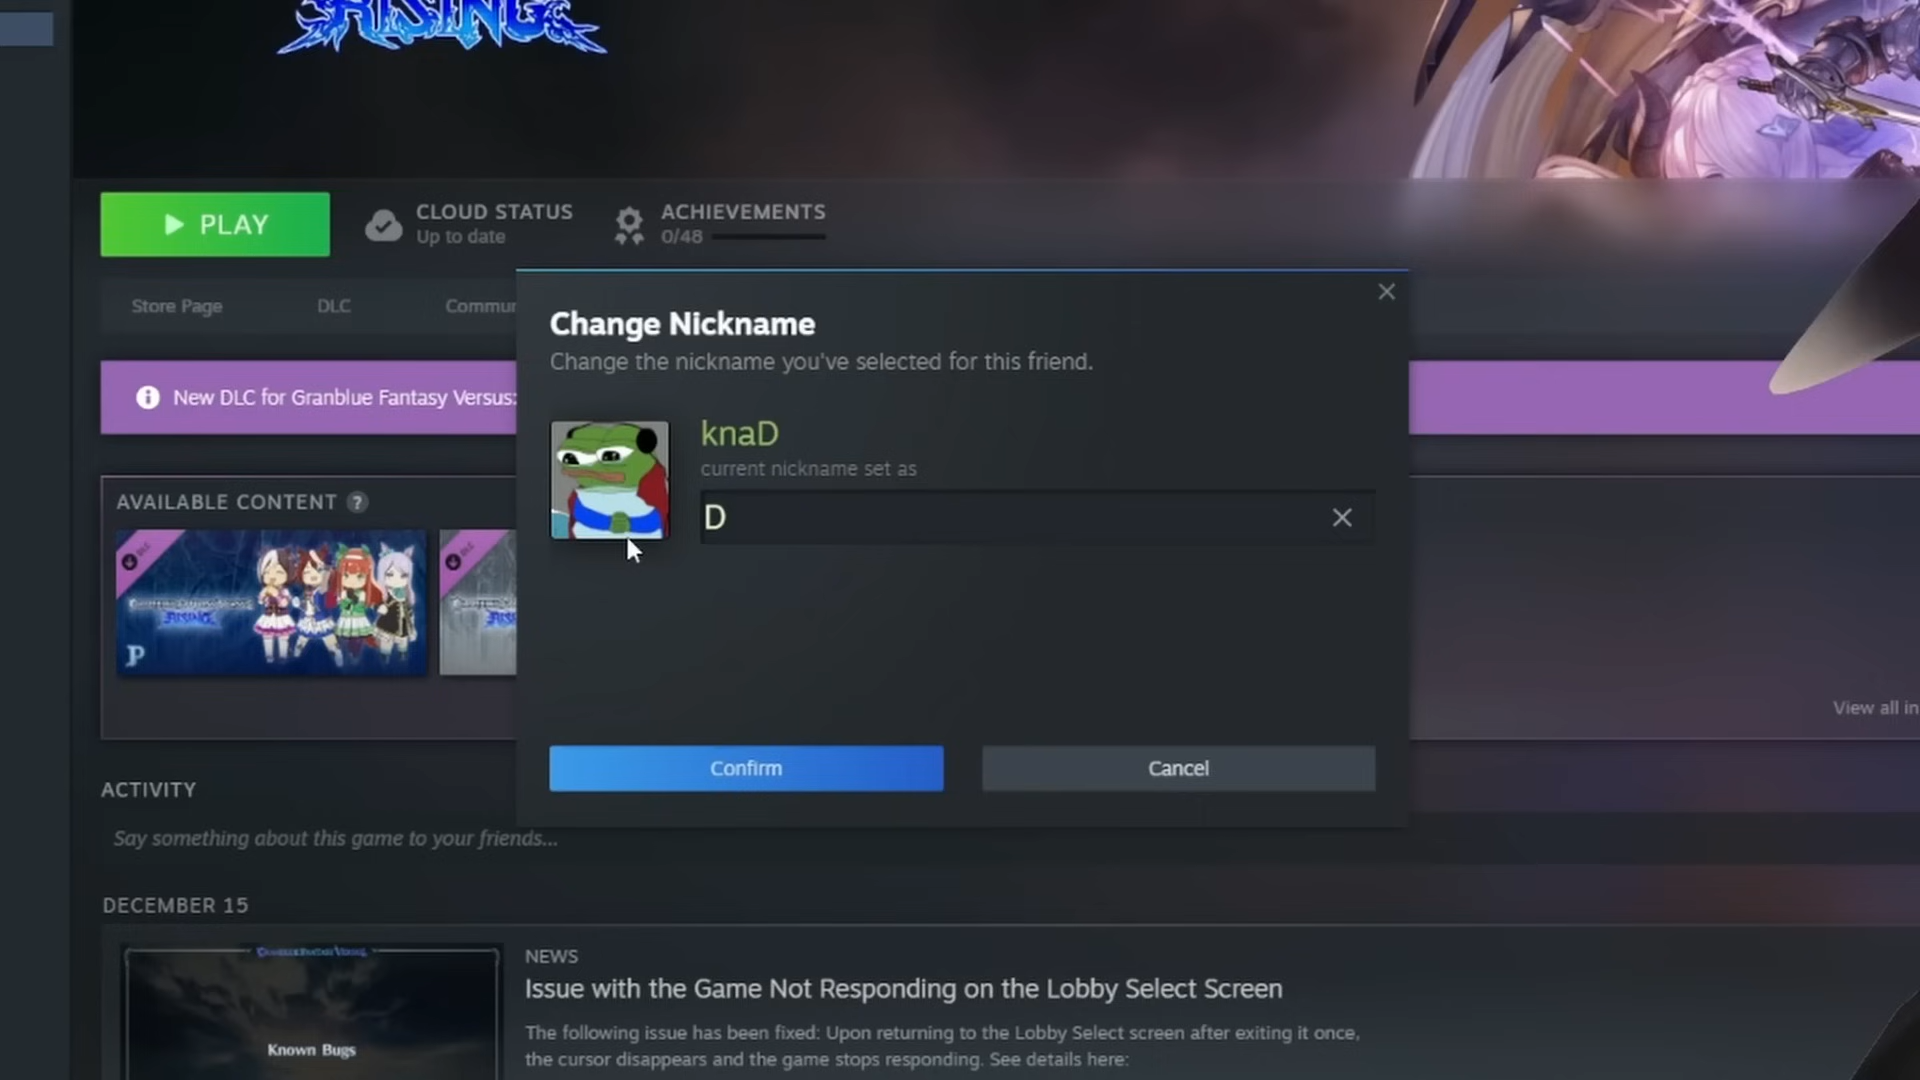 RISING
PLAY
CLOUD STATUS
Up to date
ACHIEVEMENTS
0/48
Store Page
DLC
Commun
Change Nickname
Change the nickname you've selected for this friend.
New DLC for Granblue Fantasy Versus:
knaD
current nickname set as
D
AVAILABLE CONTENT ?
DLC
DLC
RISING
View all in
Confirm
Cancel
ACTIVITY
Say something about this game to your friends...
DECEMBER 15
NEWS
Issue with the Game Not Responding on the Lobby Select Screen
The following issue has been fixed: Upon returning to the Lobby Select screen after exiting it once,
the cursor disappears and the game stops responding. See details here:
Known Bugs